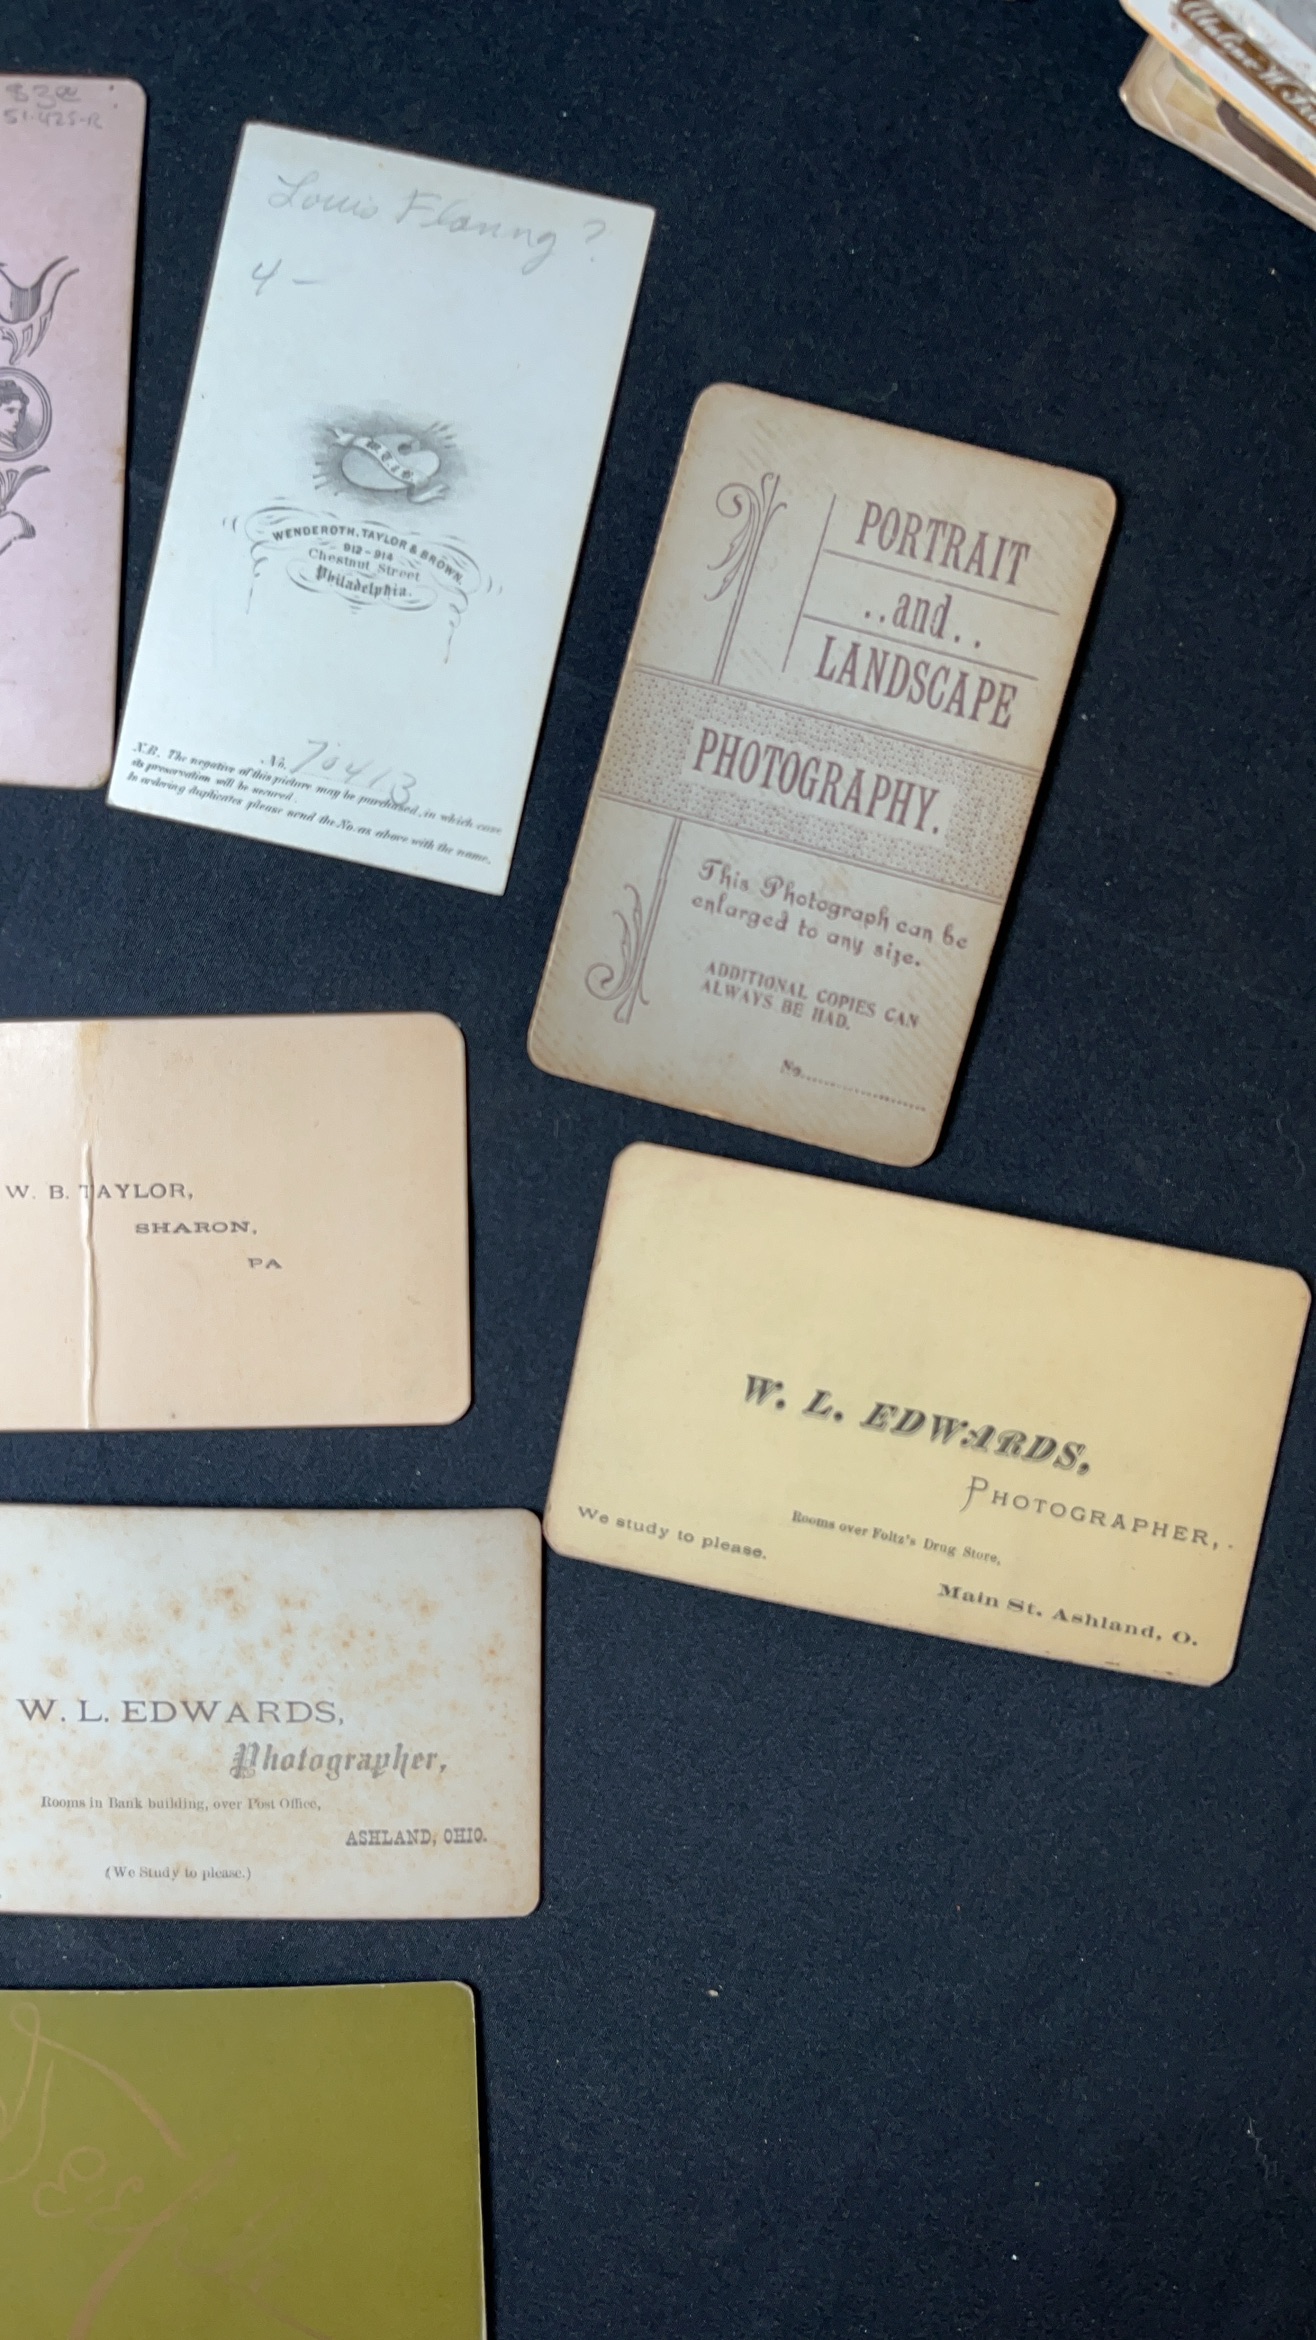 51-425-R
Louis Flanng ?
4 -
WENDEROTH, TAYLOR & BROWN.
912 - 914
Chestnut Street
Philadelphia.
No. 70413
N.B. The negative of this picture may be purchased, in which case
its preservation will be secured.
In ordering duplicates please send the No. as above with the name.
PORTRAIT
..and..
LANDSCAPE
PHOTOGRAPHY.
This Photograph can be
enlarged to any size.
ADDITIONAL COPIES CAN
ALWAYS BE HAD.
No.
W. B. TAYLOR,
SHARON,
PA
W. L. EDWARDS,
PHOTOGRAPHER,
Rooms over Foltz's Drug Store,
We study to please.
Main St. Ashland, O.
W. L. EDWARDS,
Photographer,
Rooms in Bank building, over Post Office,
ASHLAND, OHIO.
(We Study to please.)